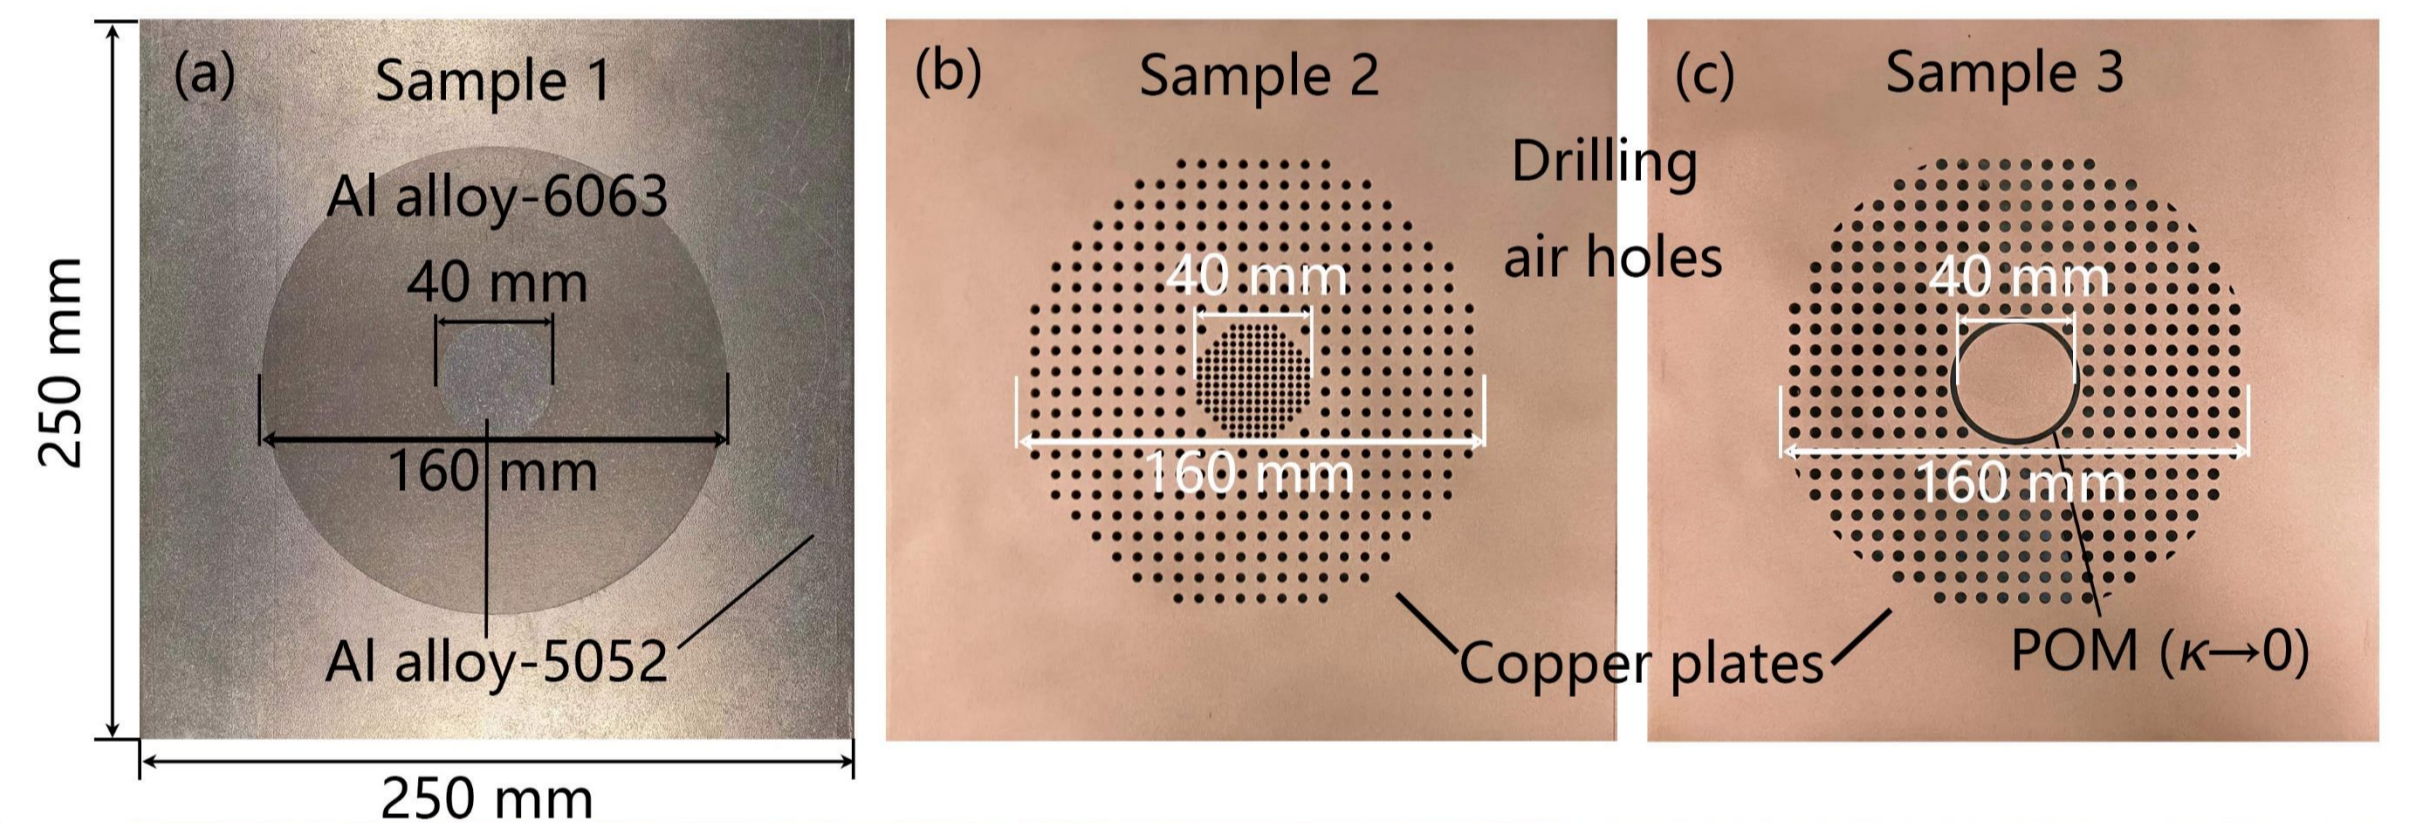 (a)
Sample 1
Al alloy-6063
40 mm
160 mm
Al alloy-5052
250 mm
250 mm
(b)
Sample 2
40 mm
160 mm
Drilling
air holes
Copper plates
(c)
Sample 3
40 mm
160 mm
POM (κ→0)